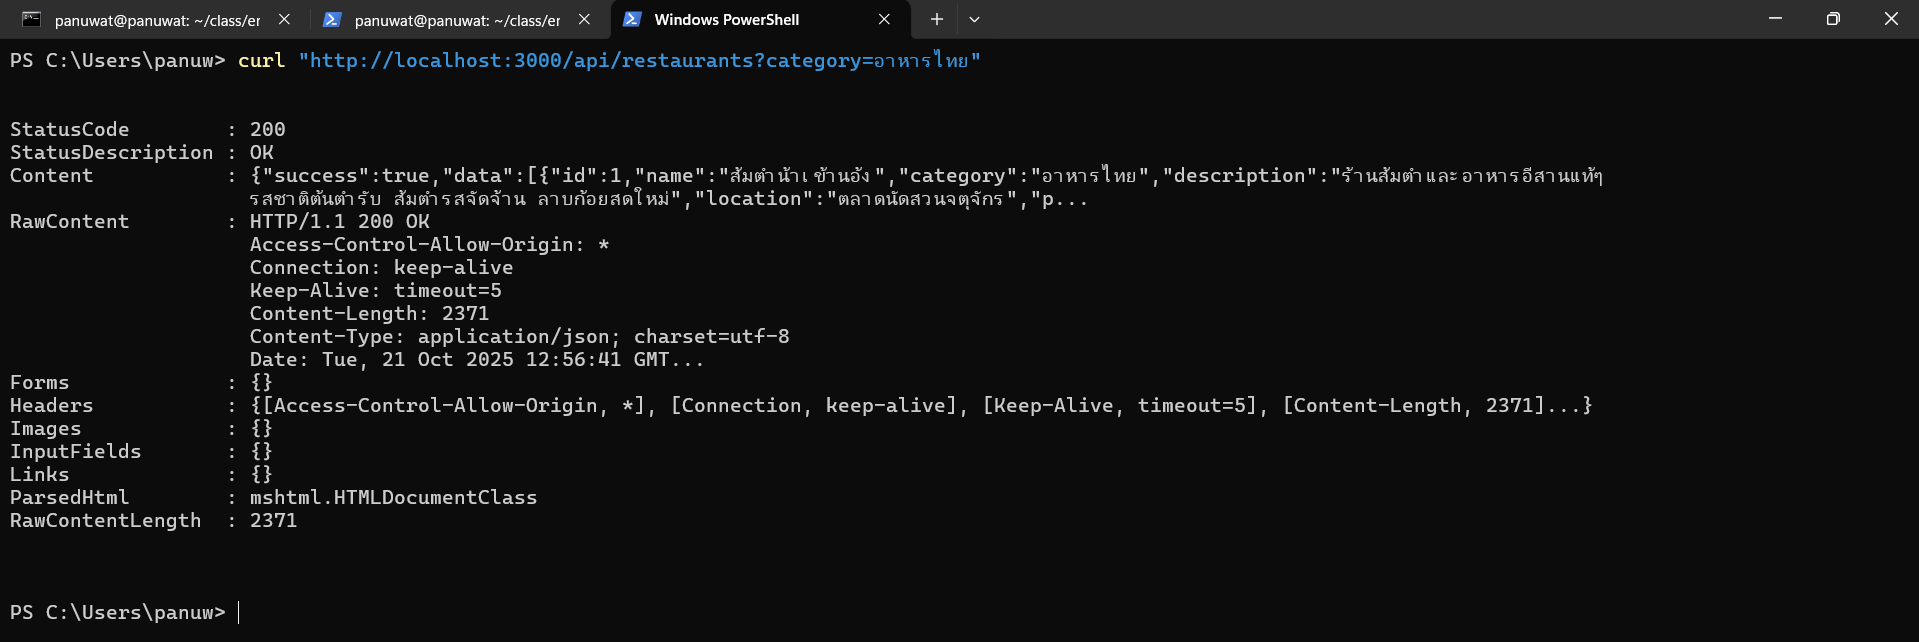 panuwat@panuwat: ~/class/er
panuwat@panuwat: ~/class/er
Windows PowerShell
PS C:\Users\panuw> curl "http://localhost:3000/api/restaurants?category=อาหารไทย"
StatusCode : 200
StatusDescription : OK
Content : {"success":true,"data":[{"id":1,"name":"ส้มตำน้าเข้านอ้ง","category":"อาหารไทย","description":"ร้านส้มตำและอาหารอีสานแท้ๆ
รสชาติต้นตำรับ ส้มตำรสจัดจ้าน ลาบก้อยสดใหม่","location":"ตลาดนัดสวนจตุจักร","p...
RawContent : HTTP/1.1 200 OK
Access-Control-Allow-Origin: *
Connection: keep-alive
Keep-Alive: timeout=5
Content-Length: 2371
Content-Type: application/json; charset=utf-8
Date: Tue, 21 Oct 2025 12:56:41 GMT...
Forms : {}
Headers : {[Access-Control-Allow-Origin, *], [Connection, keep-alive], [Keep-Alive, timeout=5], [Content-Length, 2371]...}
Images : {}
InputFields : {}
Links : {}
ParsedHtml : mshtml.HTMLDocumentClass
RawContentLength : 2371
PS C:\Users\panuw>